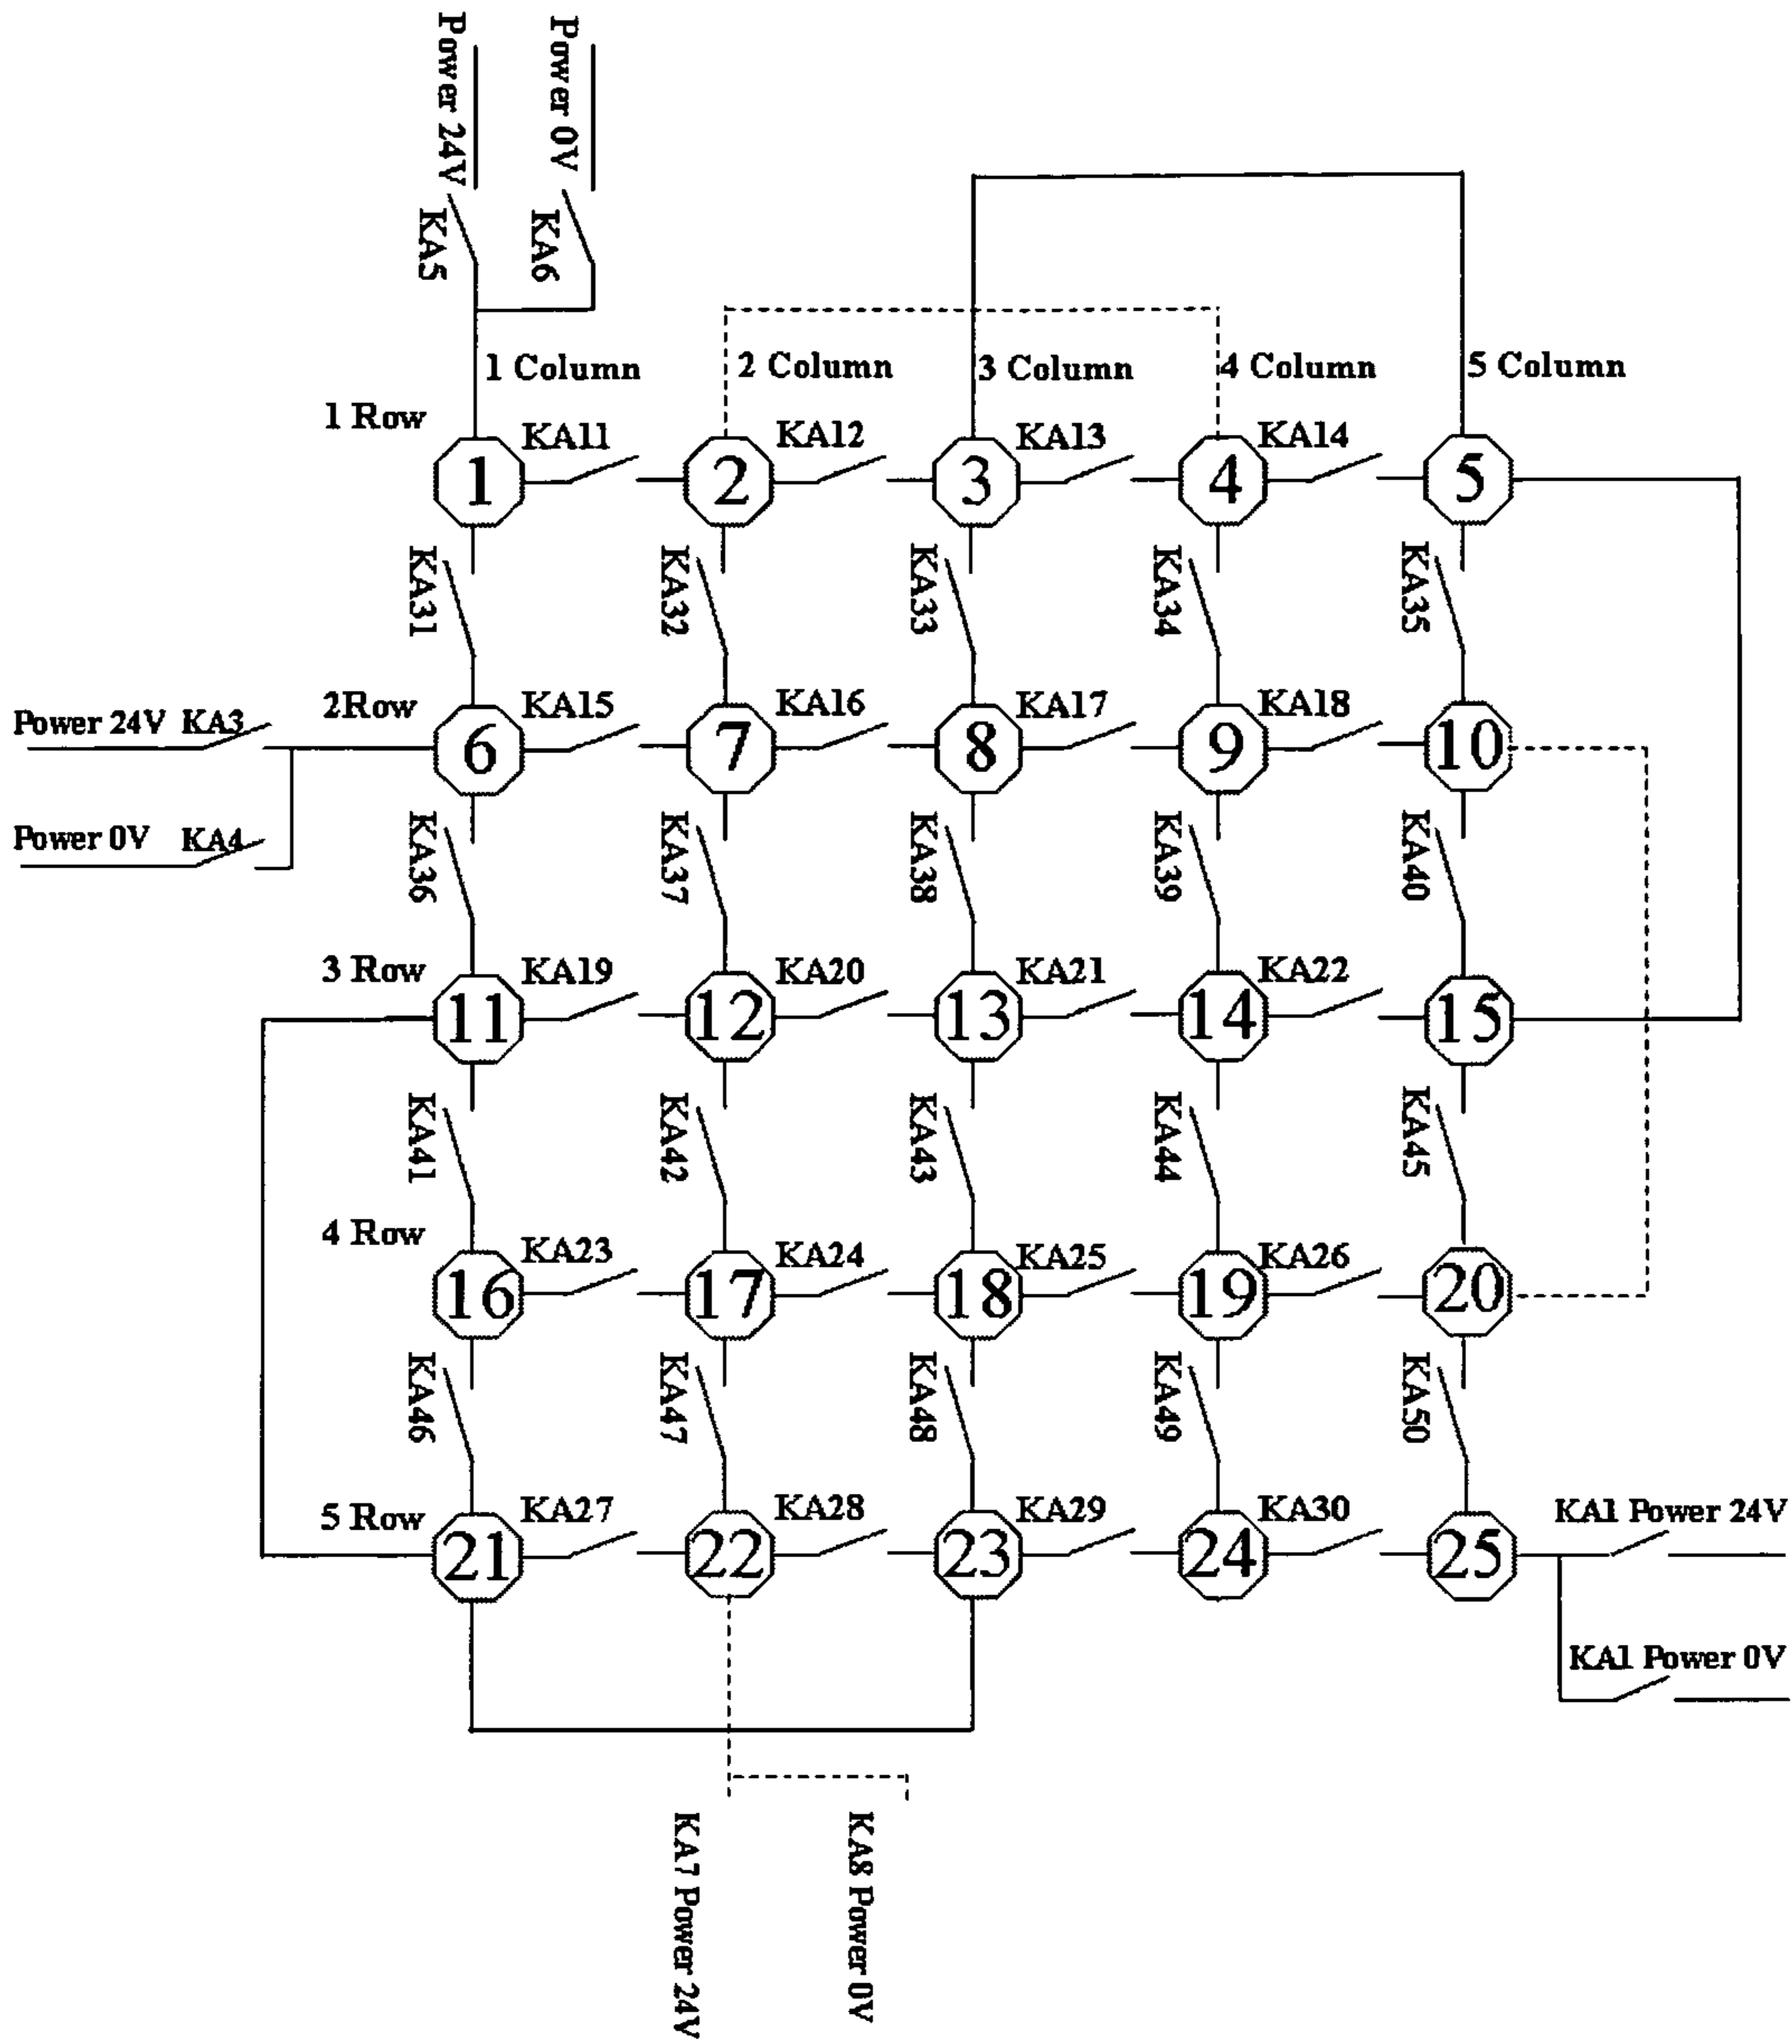 Power 24V
Power 0V
KA5
KA6
1 Column
2 Column
3 Column
4 Column
5 Column
1 Row
KA11
KA12
KA13
KA14
1
2
3
4
5
KA31
KA32
KA33
KA34
KA35
2Row
KA15
KA16
KA17
KA18
Power 24V KA3
6
7
8
9
10
Power 0V KA4
KA36
KA37
KA38
KA39
KA40
3 Row
KA19
KA20
KA21
KA22
11
12
13
14
15
KA41
KA42
KA43
KA44
KA45
4 Row
KA23
KA24
KA25
KA26
16
17
18
19
20
KA46
KA47
KA48
KA49
KA50
5 Row
KA27
KA28
KA29
KA30
KA1 Power 24V
21
22
23
24
25
KA1 Power 0V
KA7 Power 24V
KA8 Power 0V